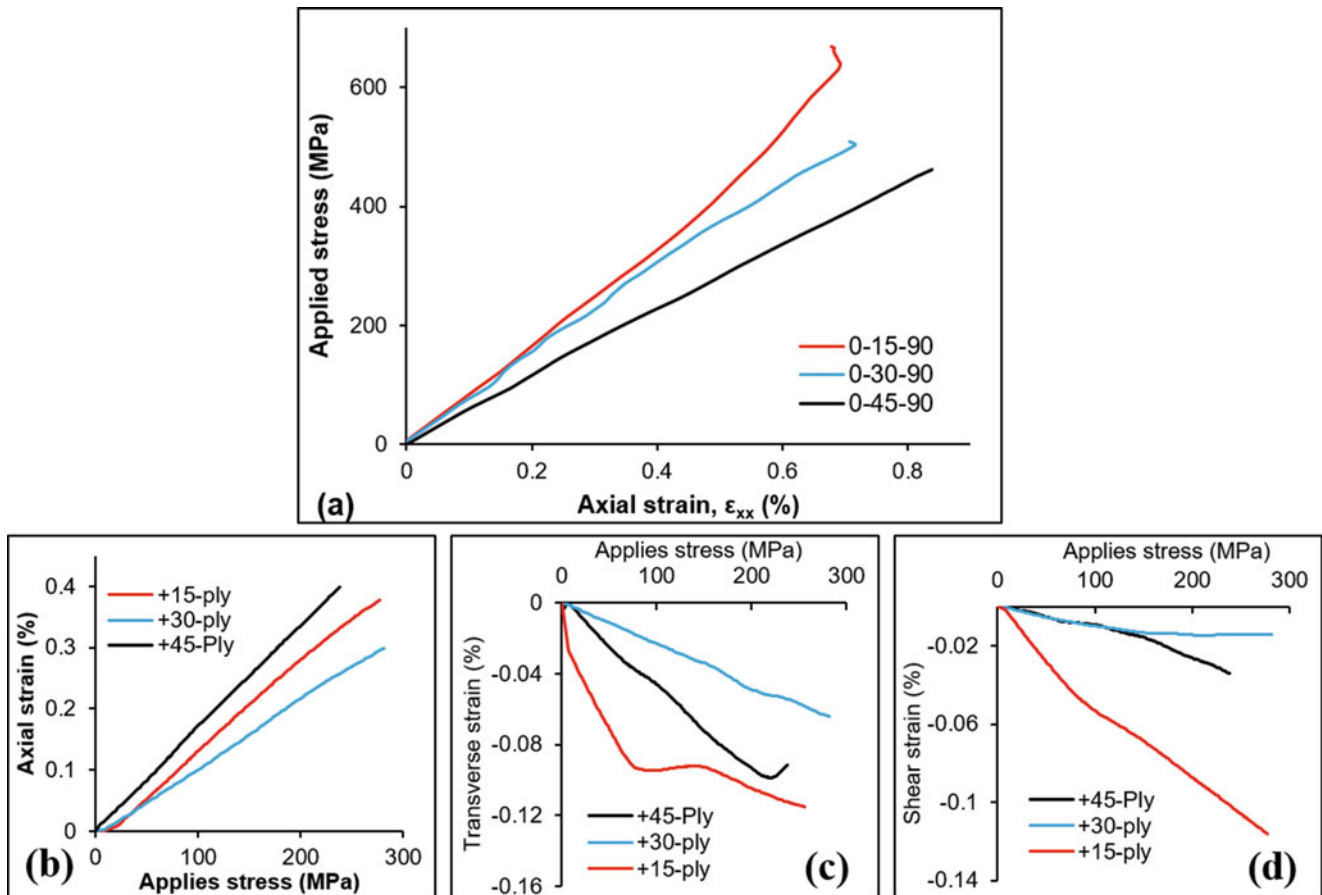 600
400
200
0
Applied stress (MPa)
0-15-90
0-30-90
0-45-90
0 0.2 0.4 0.6 0.8
(a) Axial strain, εxx (%)
0.4
0.3
0.2
0.1
0
Axial strain (%)
+15-ply
+30-ply
+45-Ply
0 100 200 300
(b) Applies stress (MPa)
Applies stress (MPa)
0 100 200 300
0
-0.04
-0.08
-0.12
-0.16
Transverse strain (%)
+45-Ply
+30-ply
+15-ply
(c)
Applies stress (MPa)
0 100 200 300
-0.02
-0.06
-0.1
-0.14
Shear strain (%)
+45-Ply
+30-ply
+15-ply
(d)